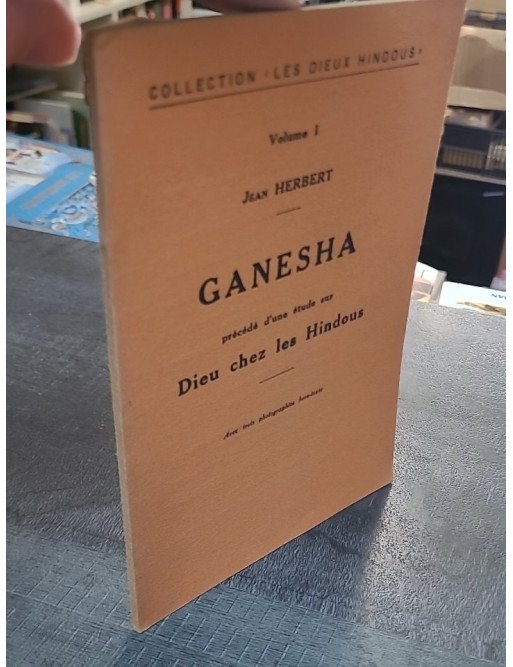 COLLECTION « LES DIEUX HINDOUS »
Volume I
JEAN HERBERT
GANESHA
précédé d'une étude sur
Dieu chez les Hindous
Avec trois photographies hors-texte